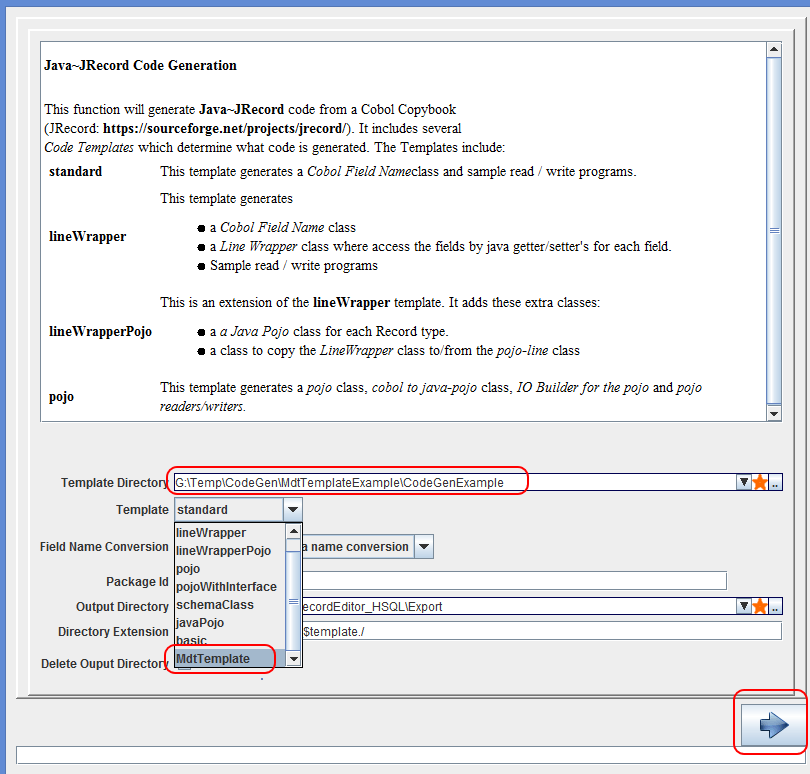 Java~JRecord Code Generation
This function will generate Java~JRecord code from a Cobol Copybook
(JRecord: https://sourceforge.net/projects/jrecord/). It includes several
Code Templates which determine what code is generated. The Templates include:
standard This template generates a Cobol Field Nameclass and sample read / write programs.
This template generates
lineWrapper
● a Cobol Field Name class
● a Line Wrapper class where access the fields by java getter/setter's for each field.
● Sample read / write programs
This is an extension of the lineWrapper template. It adds these extra classes:
lineWrapperPojo
● a a Java Pojo class for each Record type.
● a class to copy the LineWrapper class to/from the pojo-line class
pojo
This template generates a pojo class, cobol to java-pojo class, IO Builder for the pojo and pojo
readers/writers.
Template Directory G:\Temp\CodeGen\MdtTemplateExample\CodeGenExample ..
Template standard
lineWrapper
lineWrapperPojo
pojo
pojoWithInterface
schemaClass
javaPojo
basic
MdtTemplate
Field Name Conversion a name conversion
Package Id
Output Directory ecordEditor_HSQL\Export ..
Directory Extension $template./
Delete Ouput Directory